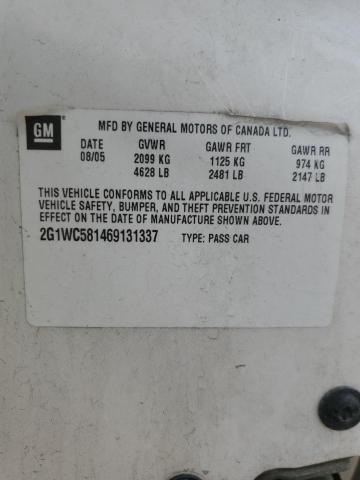 GM
MFD BY GENERAL MOTORS OF CANADA LTD.
DATE GVWR GAWR FRT GAWR RR
08/05 2099 KG 1125 KG 974 KG
4628 LB 2481 LB 2147 LB
THIS VEHICLE CONFORMS TO ALL APPLICABLE U.S. FEDERAL MOTOR
VEHICLE SAFETY, BUMPER, AND THEFT PREVENTION STANDARDS IN
EFFECT ON THE DATE OF MANUFACTURE SHOWN ABOVE.
2G1WC581469131337 TYPE: PASS CAR